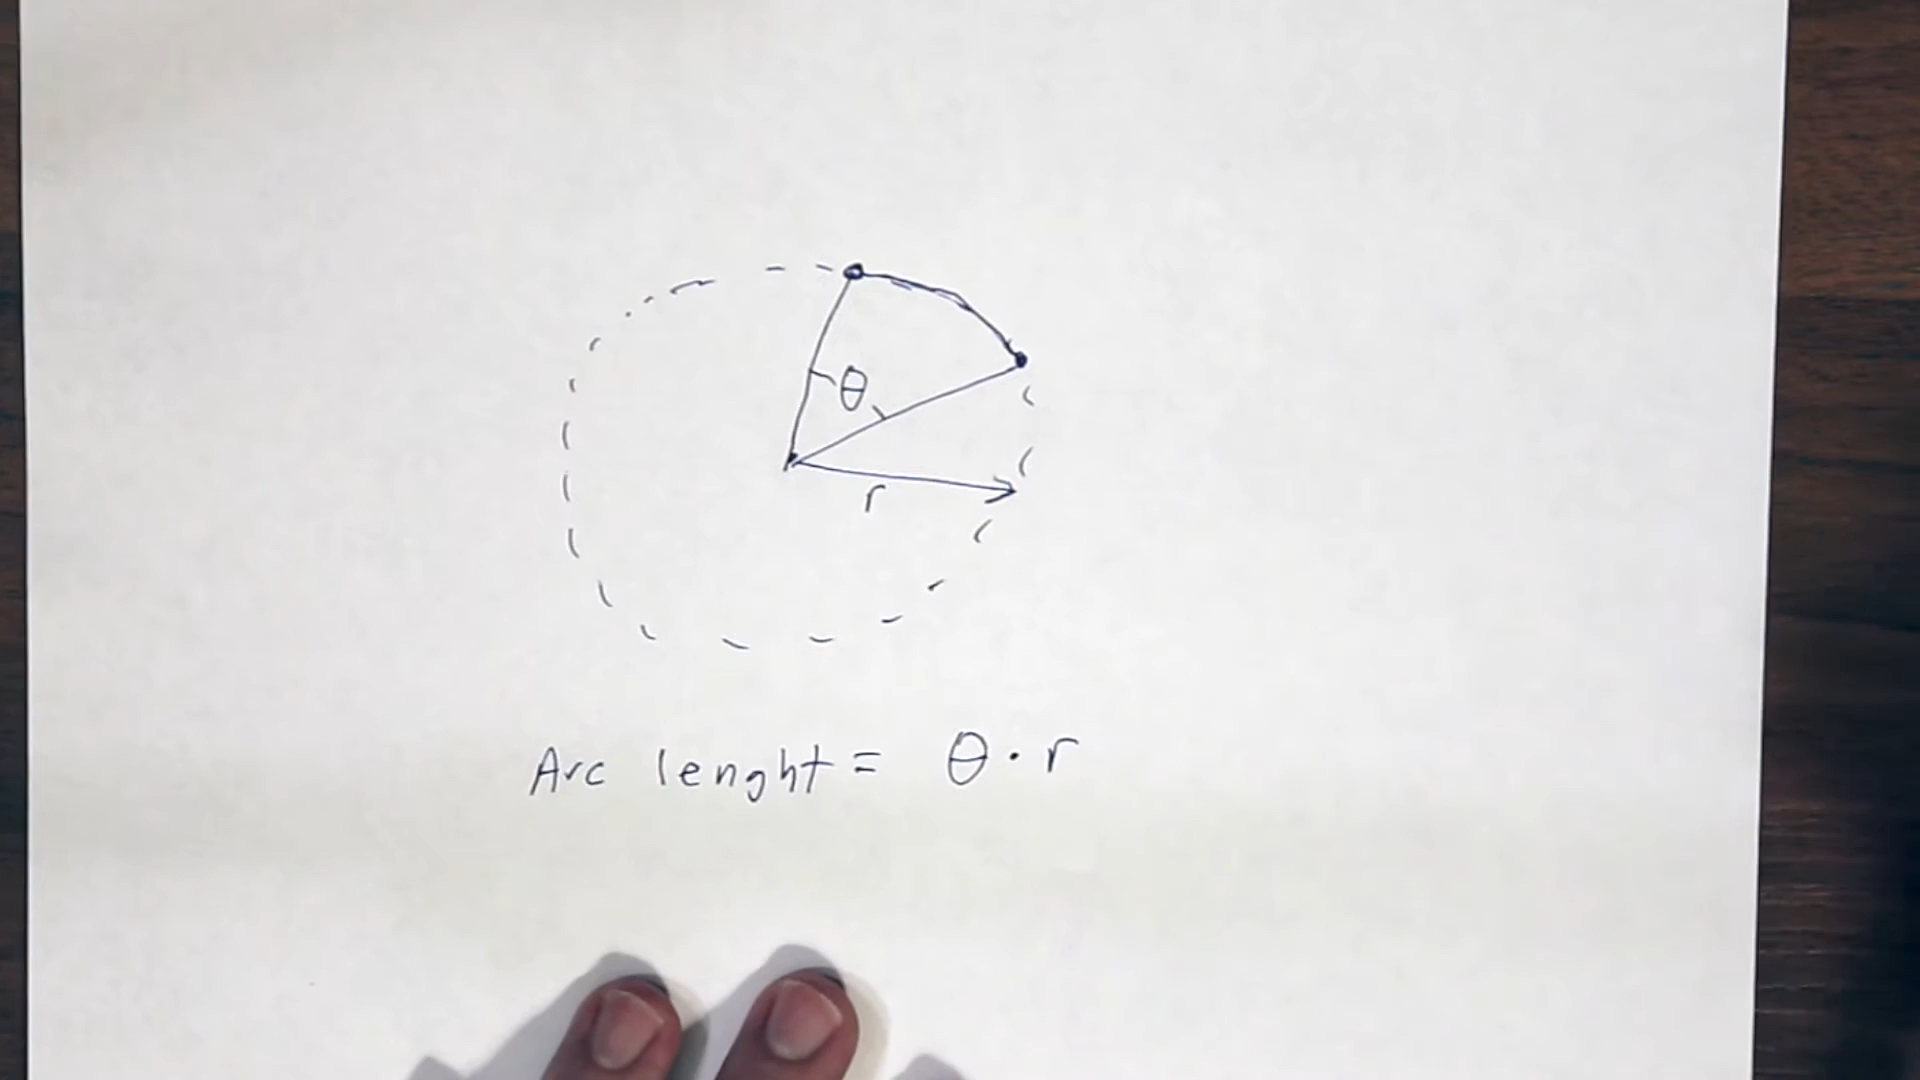 θ
r
Arc lenght = θ · r